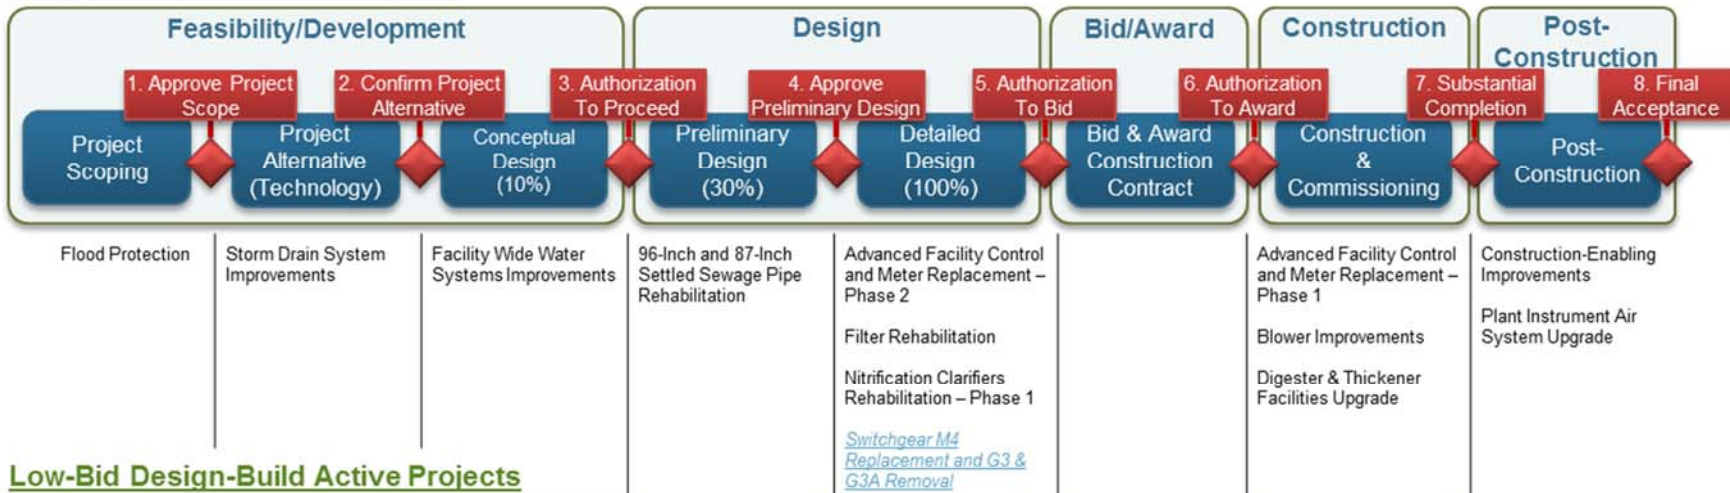 Feasibility/Development
Design
Bid/Award
Construction
Post-
Construction
1. Approve Project
Scope
2. Confirm Project
Alternative
3. Authorization
To Proceed
4. Approve
Preliminary Design
5. Authorization
To Bid
6. Authorization
To Award
7. Substantial
Completion
8. Final
Acceptance
Project
Scoping
Project
Alternative
(Technology)
Conceptual
Design
(10%)
Preliminary
Design
(30%)
Detailed
Design
(100%)
Bid & Award
Construction
Contract
Construction
&
Commissioning
Post-
Construction
Flood Protection
Storm Drain System
Improvements
Facility Wide Water
Systems Improvements
96-Inch and 87-Inch
Settled Sewage Pipe
Rehabilitation
Advanced Facility Control
and Meter Replacement –
Phase 2
Filter Rehabilitation
Nitrification Clarifiers
Rehabilitation – Phase 1
Switchgear M4
Replacement and G3 &
G3A Removal
Advanced Facility Control
and Meter Replacement –
Phase 1
Blower Improvements
Digester & Thickener
Facilities Upgrade
Construction-Enabling
Improvements
Plant Instrument Air
System Upgrade
Low-Bid Design-Build Active Projects